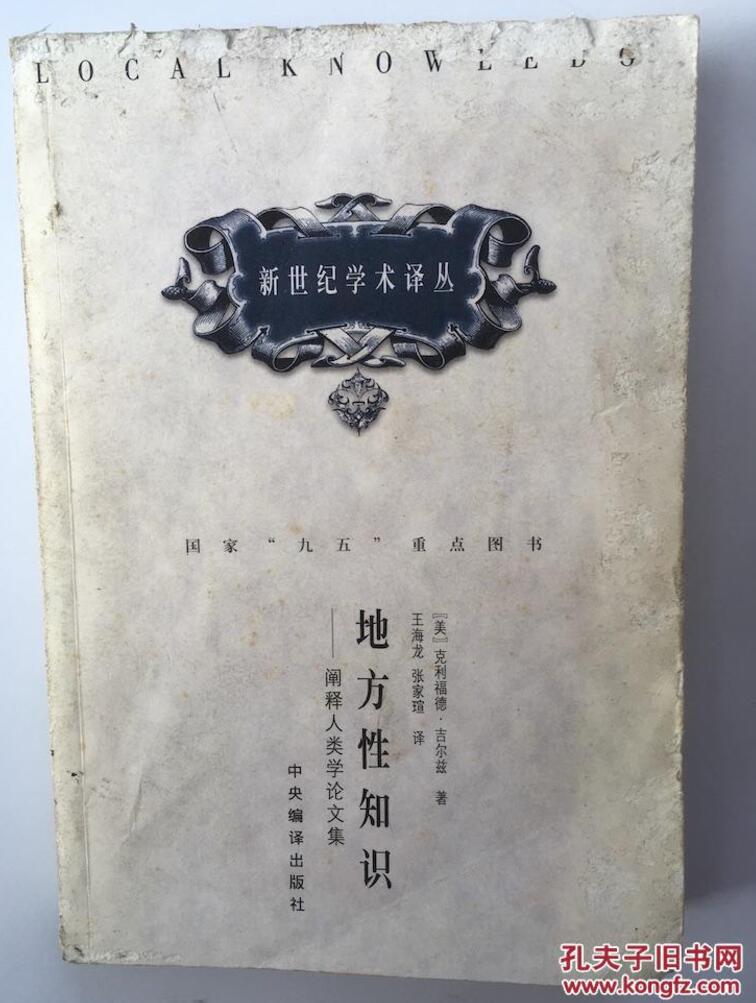 LOCAL KNOWLEDG
新世纪学术译丛
国家“九五”重点图书
[美]克利福德·吉尔兹 著
王海龙 张家瑄 译
地方性知识
——阐释人类学论文集
中央编译出版社
孔夫子旧书网
www.kongfz.com